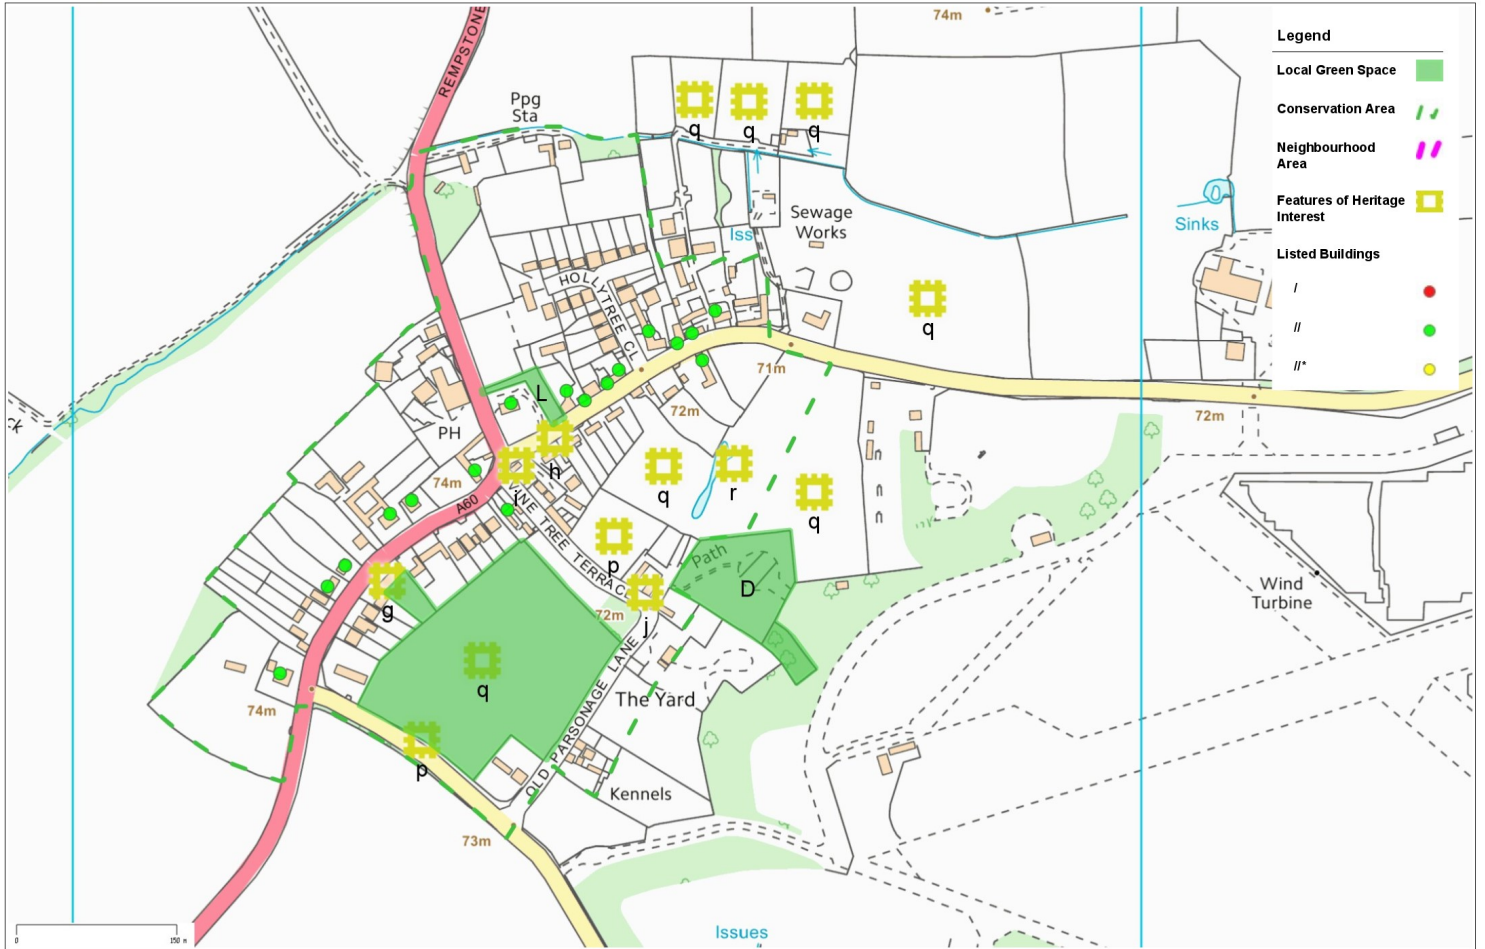 74m
REMPSTONE
Legend
Local Green Space
Conservation Area
Neighbourhood
Area
Features of Heritage
Interest
Listed Buildings
/
//
//*
Ppg
Sta
q
q
q
Sewage
Works
Iss
Sinks
HOLLYTREE CL
q
71m
72m
72m
L
PH
h
i
74m
A60
VINE TREE TERRACE
q
r
q
p
Path
D
Wind
Turbine
g
72m
j
q
The Yard
74m
p
OLD PARSONAGE LANE
Kennels
73m
Issues
0
150 m